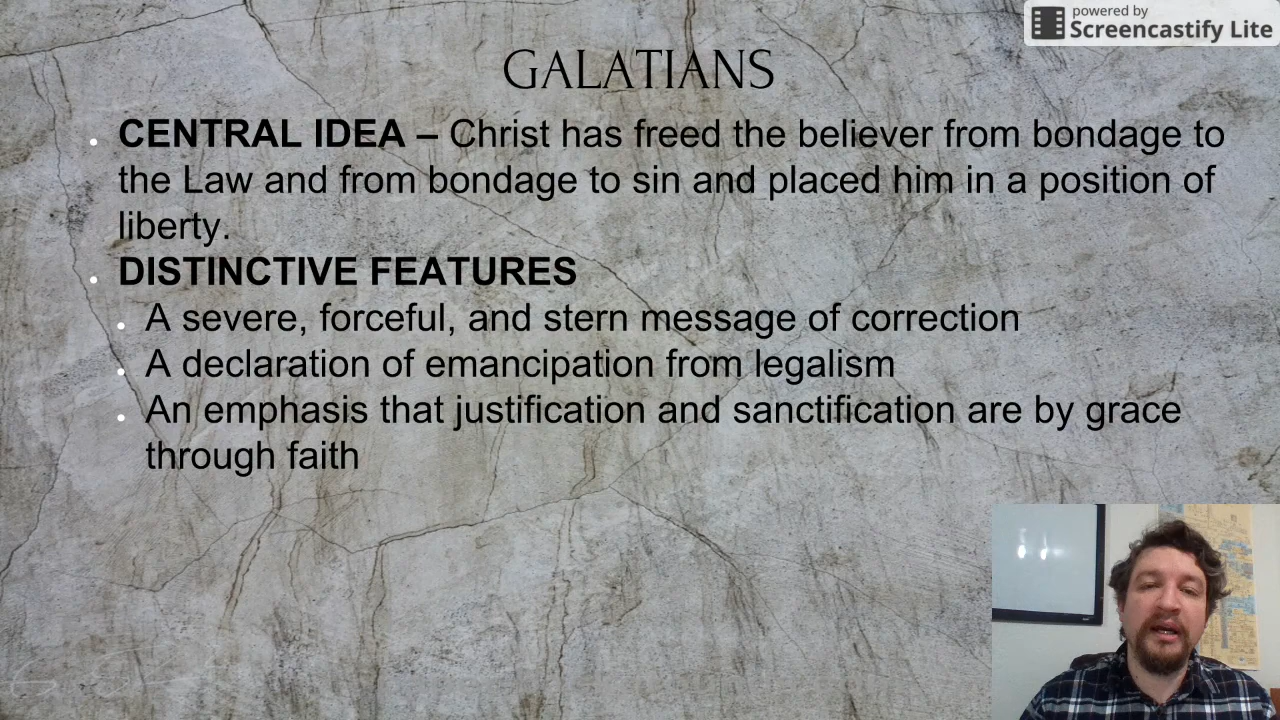 powered by
Screencastify Lite
GALATIANS
CENTRAL IDEA – Christ has freed the believer from bondage to
the Law and from bondage to sin and placed him in a position of
liberty.
DISTINCTIVE FEATURES
A severe, forceful, and stern message of correction
A declaration of emancipation from legalism
An emphasis that justification and sanctification are by grace
through faith